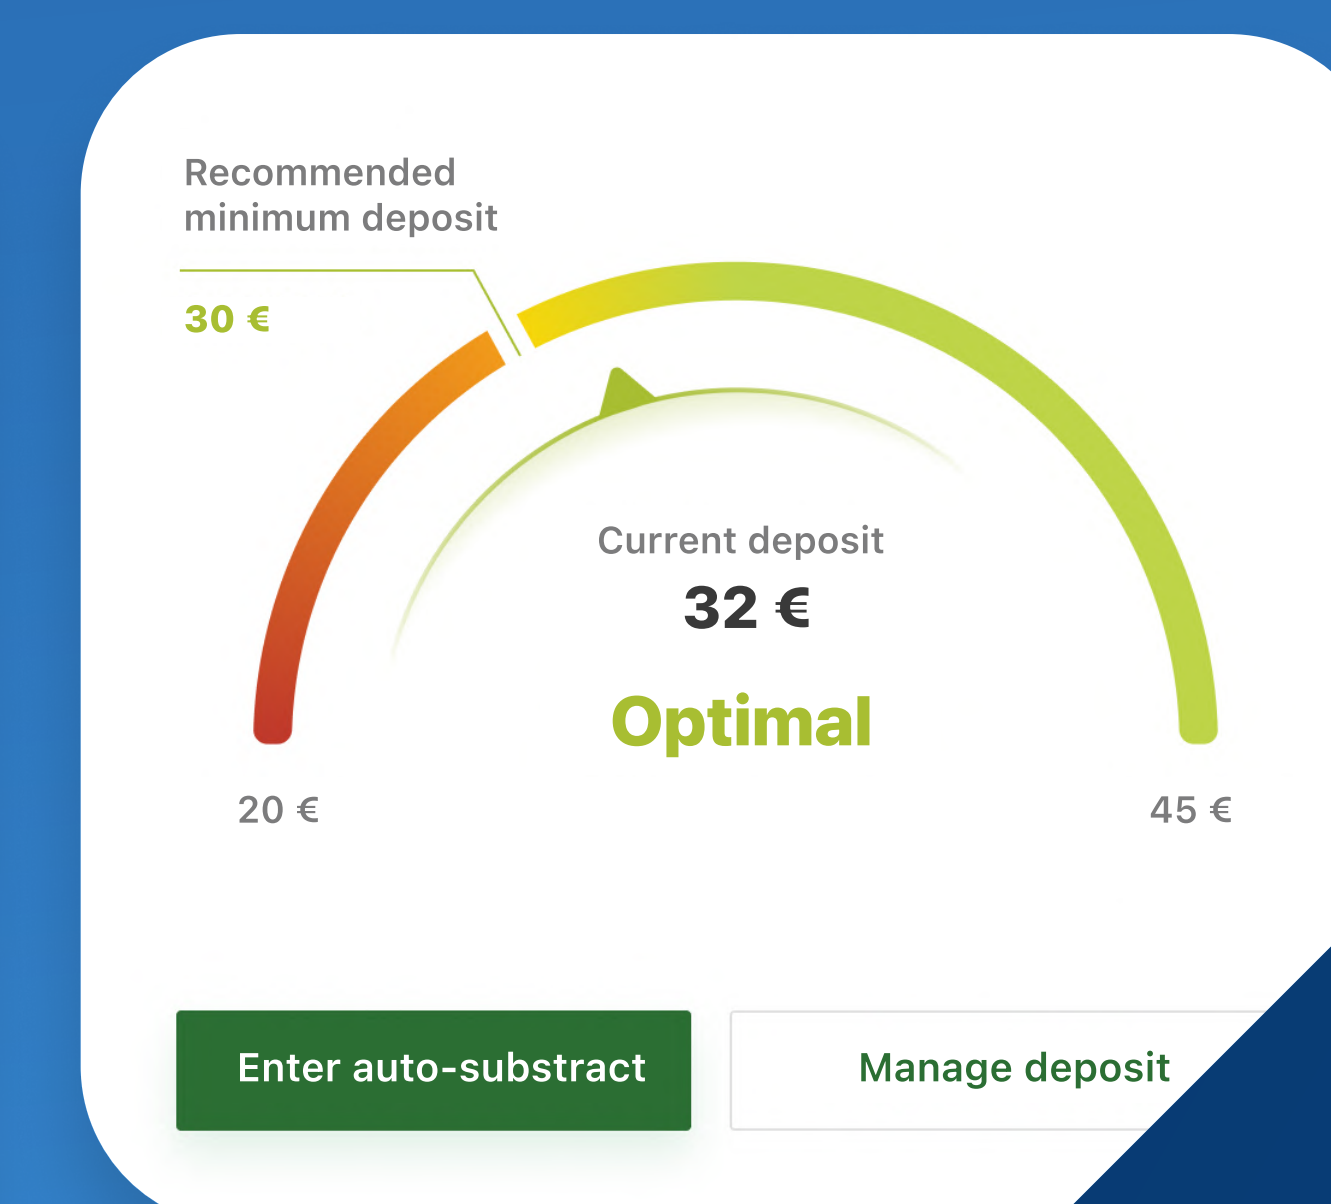 Recommended
minimum deposit
30 €
Current deposit
32 €
Optimal
20 €
45 €
Enter auto-substract
Manage deposit